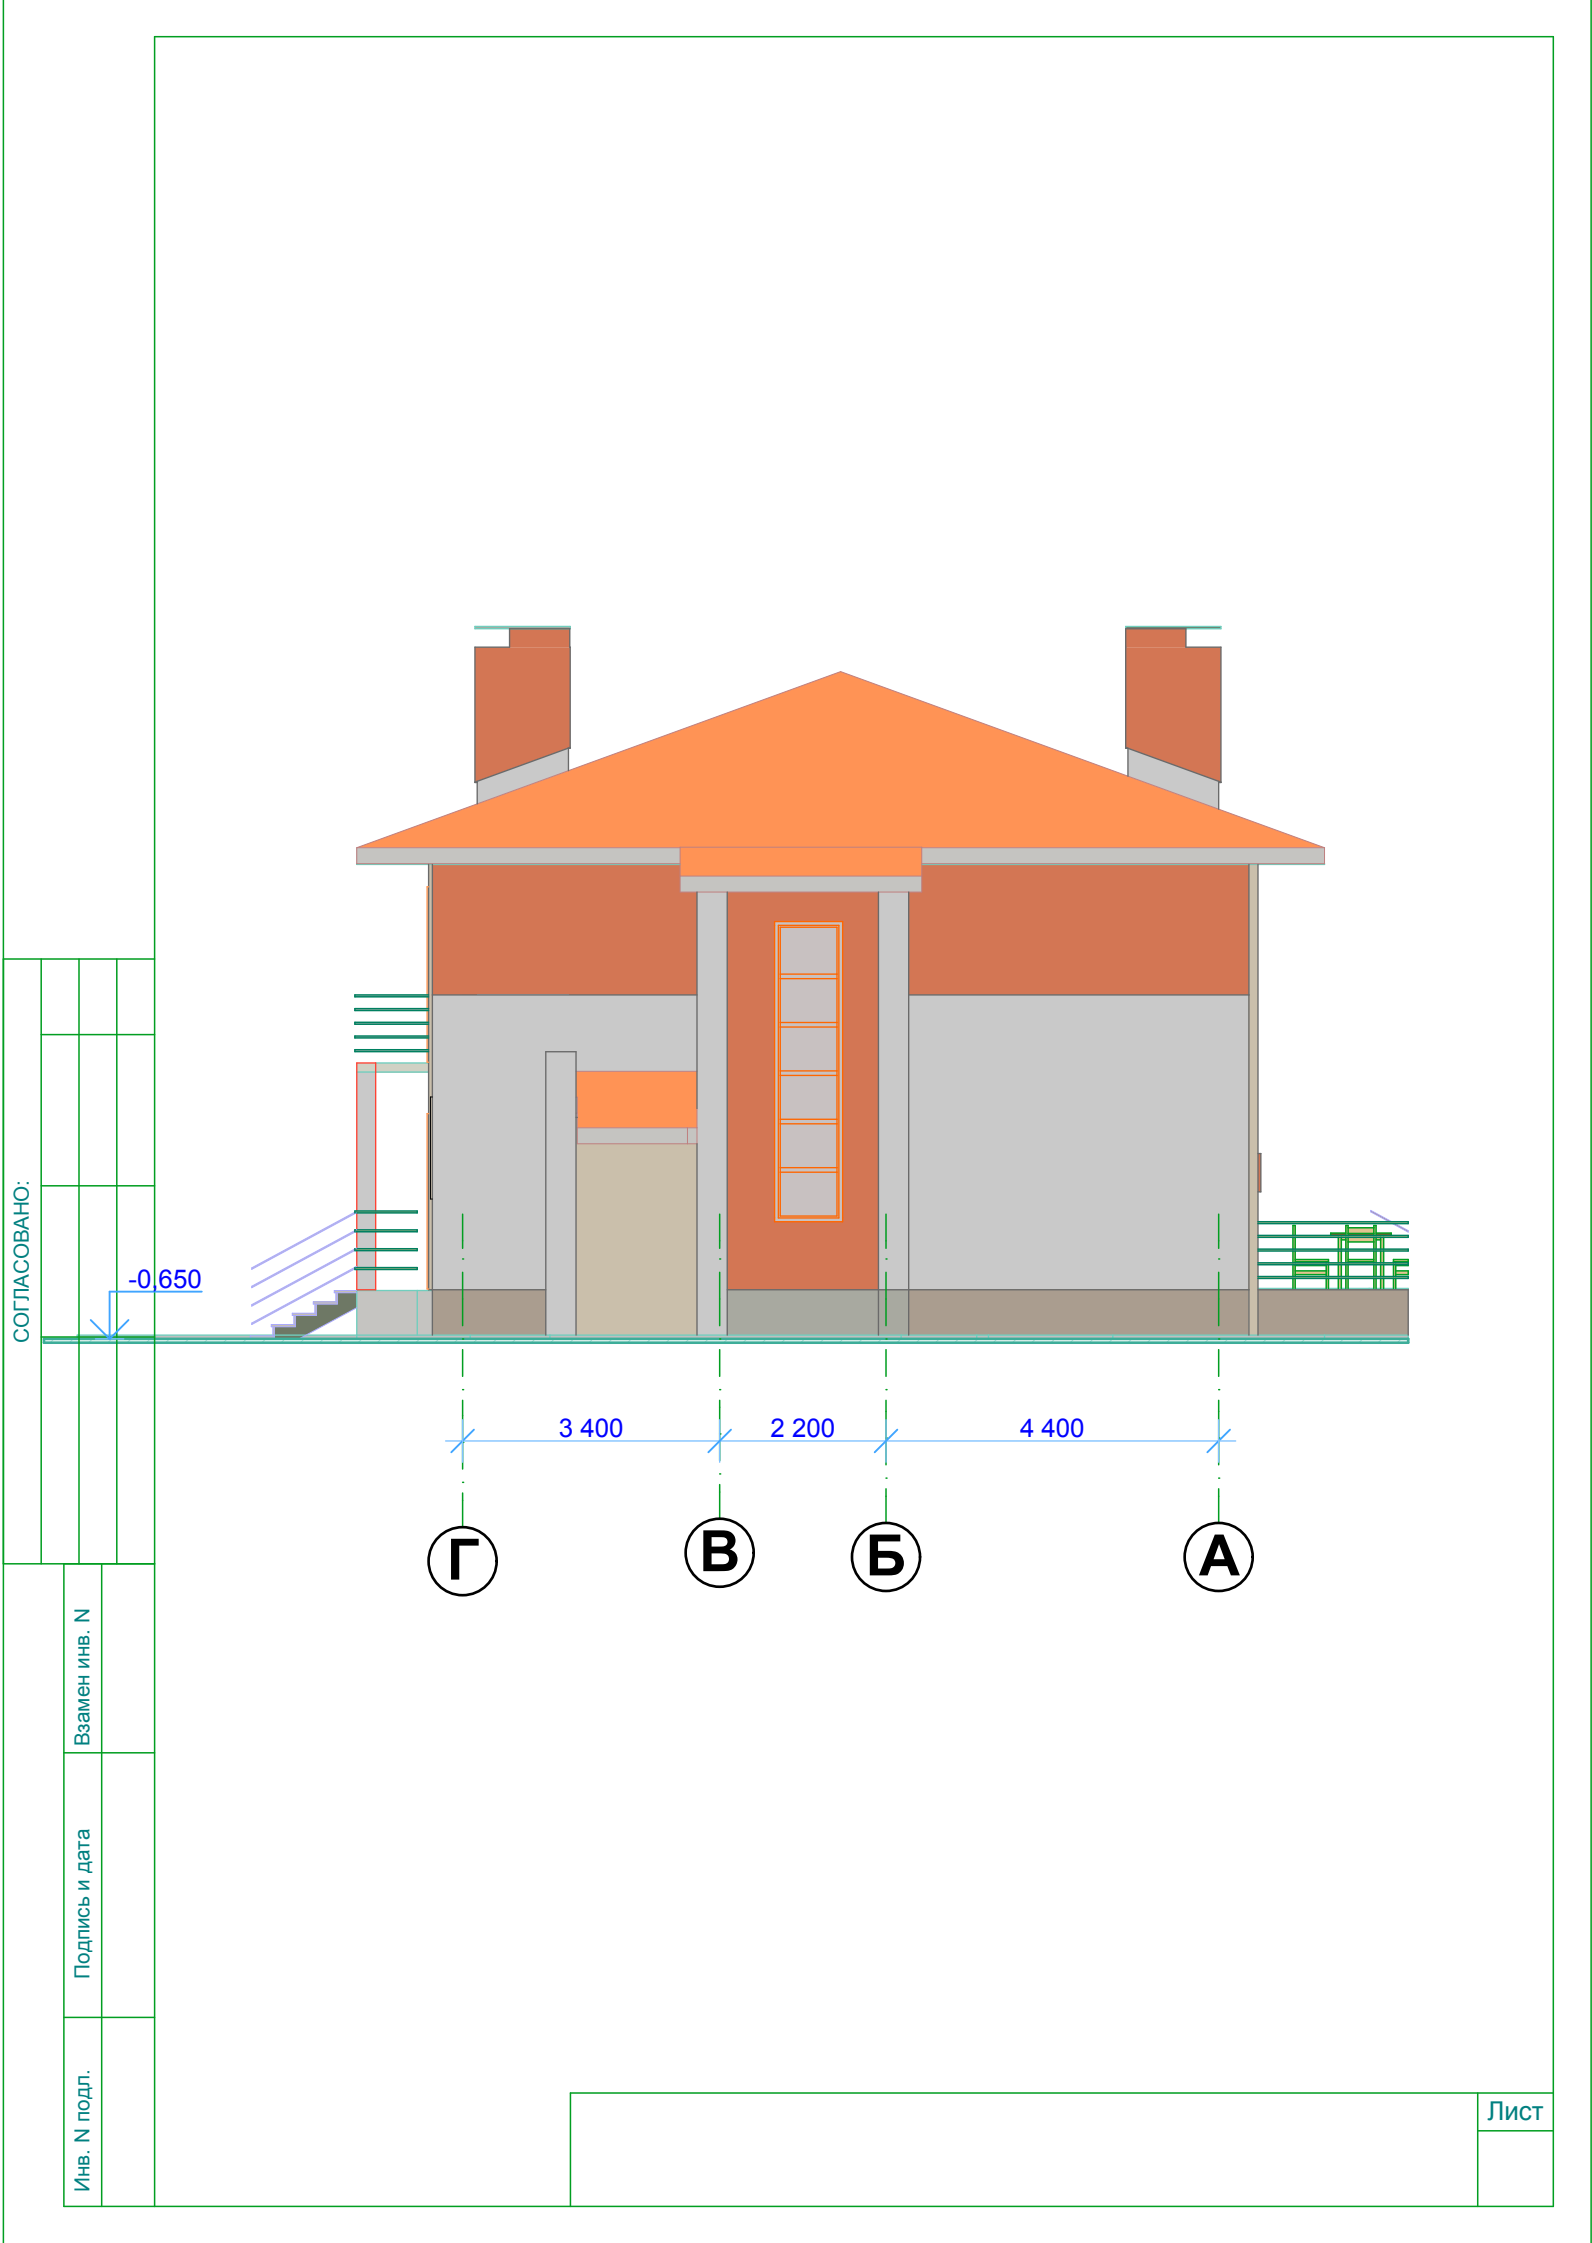 СОГЛАСОВАНО:
-0,650
3 400
2 200
4 400
Г
В
Б
А
Взамен инв. N
Подпись и дата
Инв. N подл.
Лист